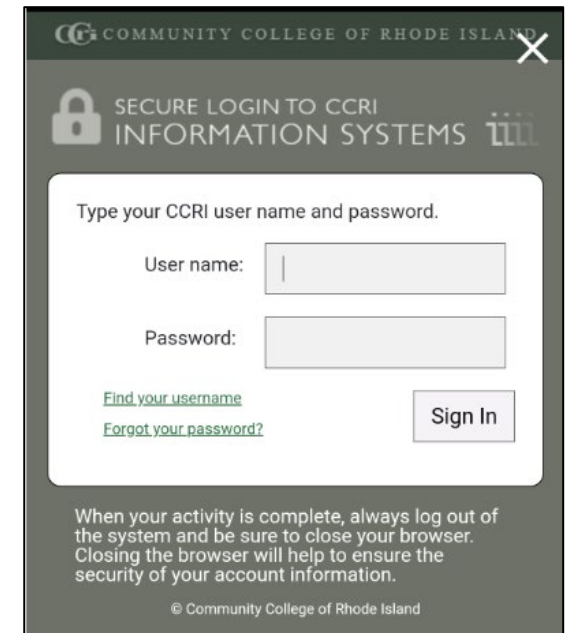 CCRI COMMUNITY COLLEGE OF RHODE ISLAND
SECURE LOGIN TO CCRI
INFORMATION SYSTEMS
Type your CCRI user name and password.
User name:
Password:
Find your username
Forgot your password?
Sign In
When your activity is complete, always log out of
the system and be sure to close your browser.
Closing the browser will help to ensure the
security of your account information.
© Community College of Rhode Island